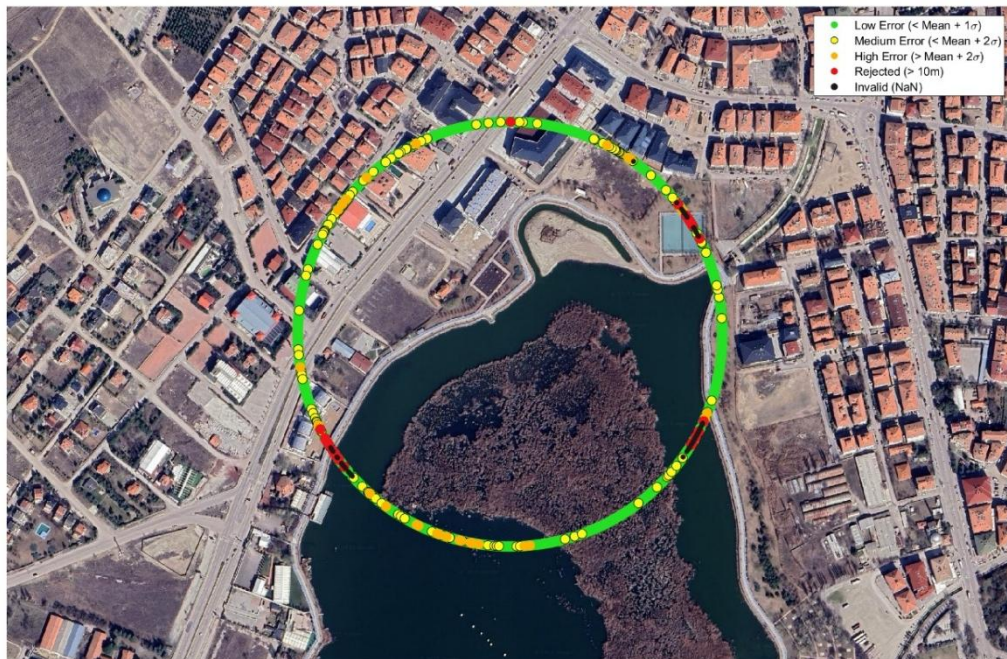 Low Error (< Mean + 1σ)
Medium Error (< Mean + 2σ)
High Error (> Mean + 2σ)
Rejected (> 10m)
Invalid (NaN)